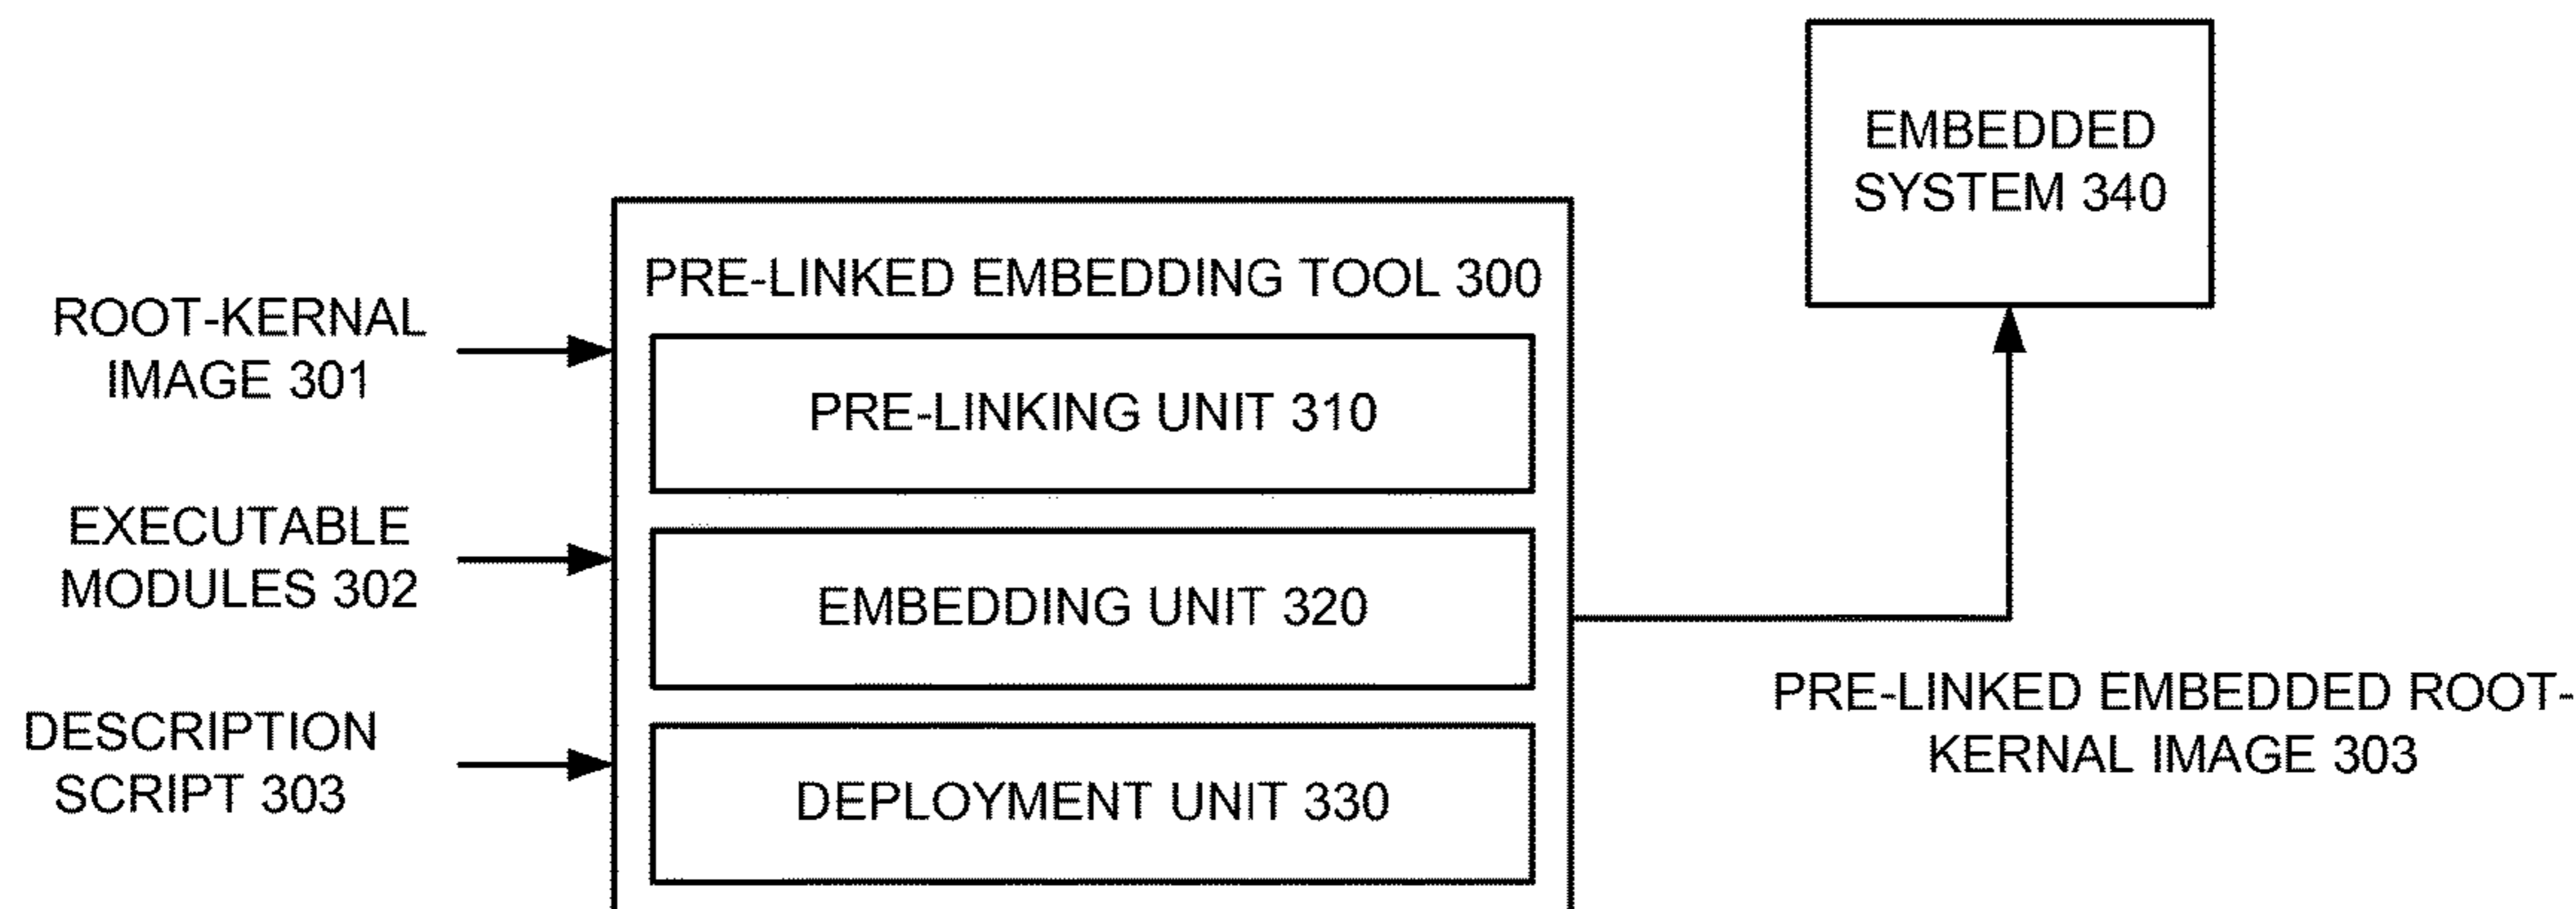 EMBEDDED
SYSTEM 340
PRE-LINKED EMBEDDING TOOL 300
ROOT-KERNAL
IMAGE 301
PRE-LINKING UNIT 310
EXECUTABLE
MODULES 302
EMBEDDING UNIT 320
PRE-LINKED EMBEDDED ROOT-
KERNAL IMAGE 303
DESCRIPTION
SCRIPT 303
DEPLOYMENT UNIT 330